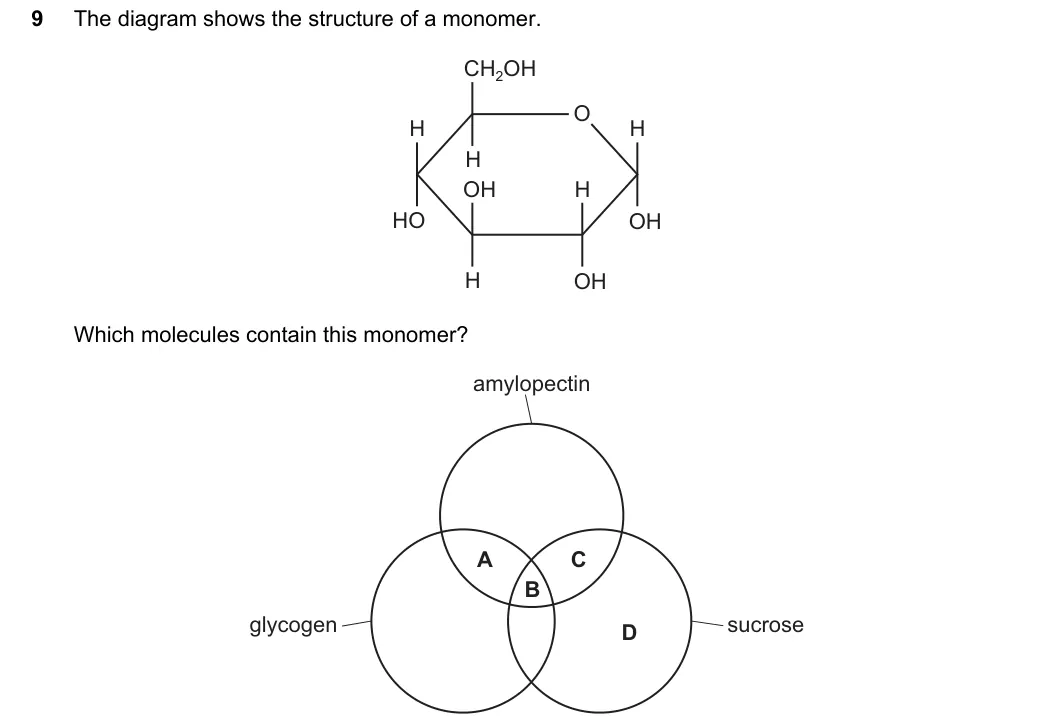 9 The diagram shows the structure of a monomer.
CH₂OH
O
H H
H
OH H
HO OH
H OH
Which molecules contain this monomer?
amylopectin
A C
B
glycogen D sucrose